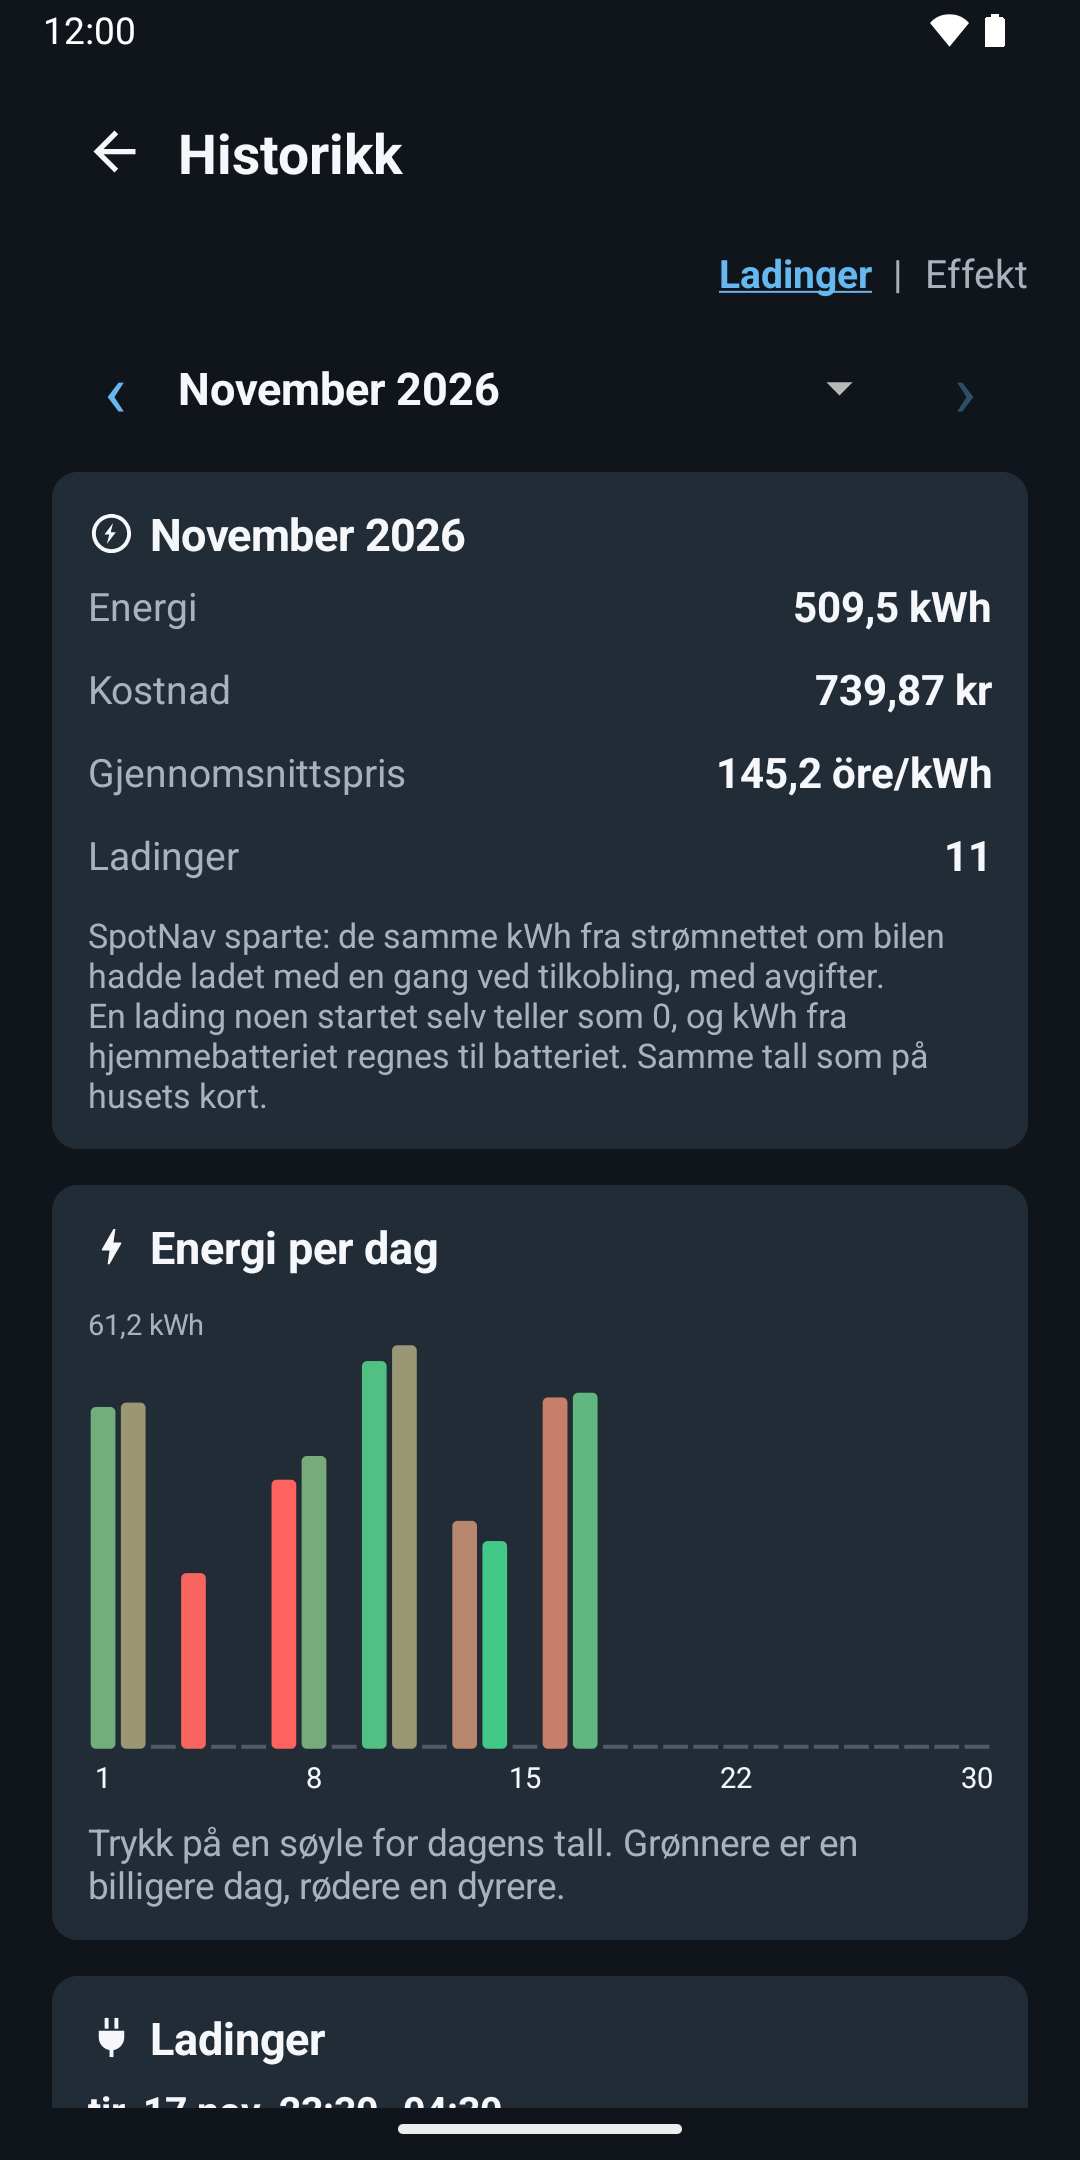 12:00
Historikk
Ladinger | Effekt
‹ November 2026 ›
November 2026
Energi 509,5 kWh
Kostnad 739,87 kr
Gjennomsnittspris 145,2 öre/kWh
Ladinger 11
SpotNav sparte: de samme kWh fra strømnettet om bilen
hadde ladet med en gang ved tilkobling, med avgifter.
En lading noen startet selv teller som 0, og kWh fra
hjemmebatteriet regnes til batteriet. Samme tall som på
husets kort.
Energi per dag
61,2 kWh
1 8 15 22 30
Trykk på en søyle for dagens tall. Grønnere er en
billigere dag, rødere en dyrere.
Ladinger